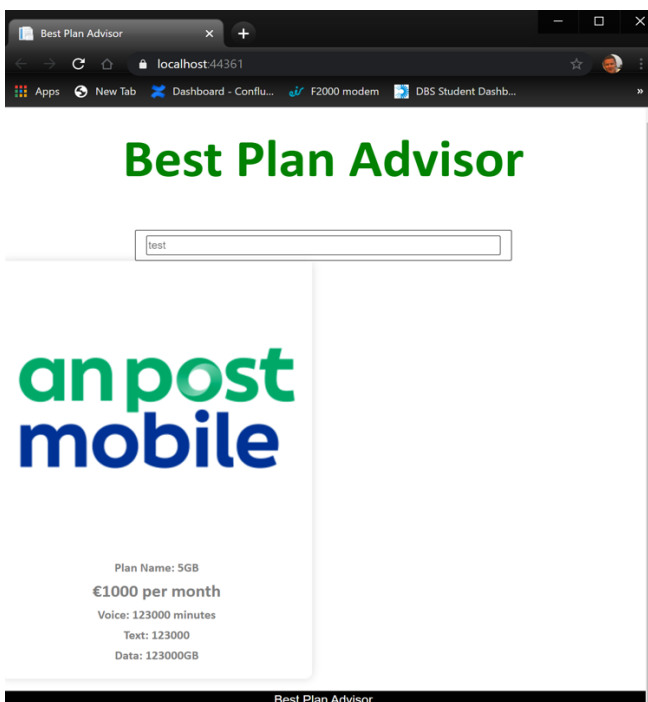 Best Plan Advisor
localhost:44361
Apps New Tab Dashboard - Conflu... eir F2000 modem DBS Student Dashb... »
Best Plan Advisor
test
an post
mobile
Plan Name: 5GB
€1000 per month
Voice: 123000 minutes
Text: 123000
Data: 123000GB
Best Plan Advisor